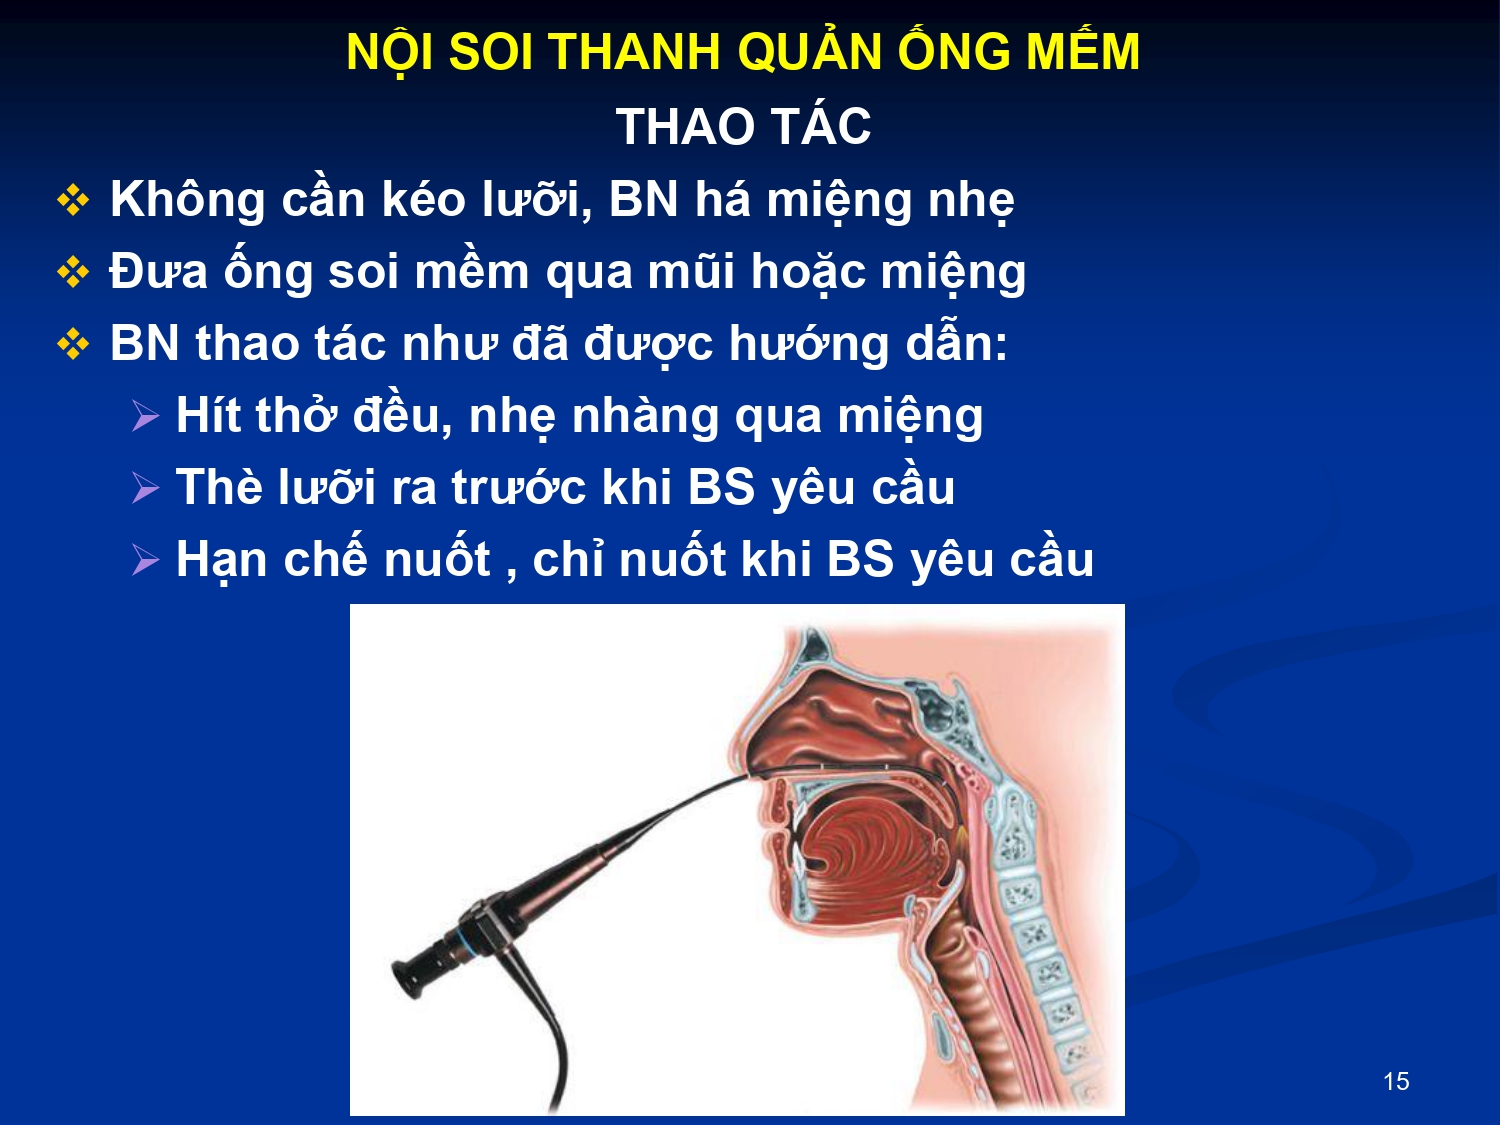 NỘI SOI THANH QUẢN ỐNG MẾM
THAO TÁC
Không cần kéo lưỡi, BN há miệng nhẹ
Đưa ống soi mềm qua mũi hoặc miệng
BN thao tác như đã được hướng dẫn:
Hít thở đều, nhẹ nhàng qua miệng
Thè lưỡi ra trước khi BS yêu cầu
Hạn chế nuốt , chỉ nuốt khi BS yêu cầu
15